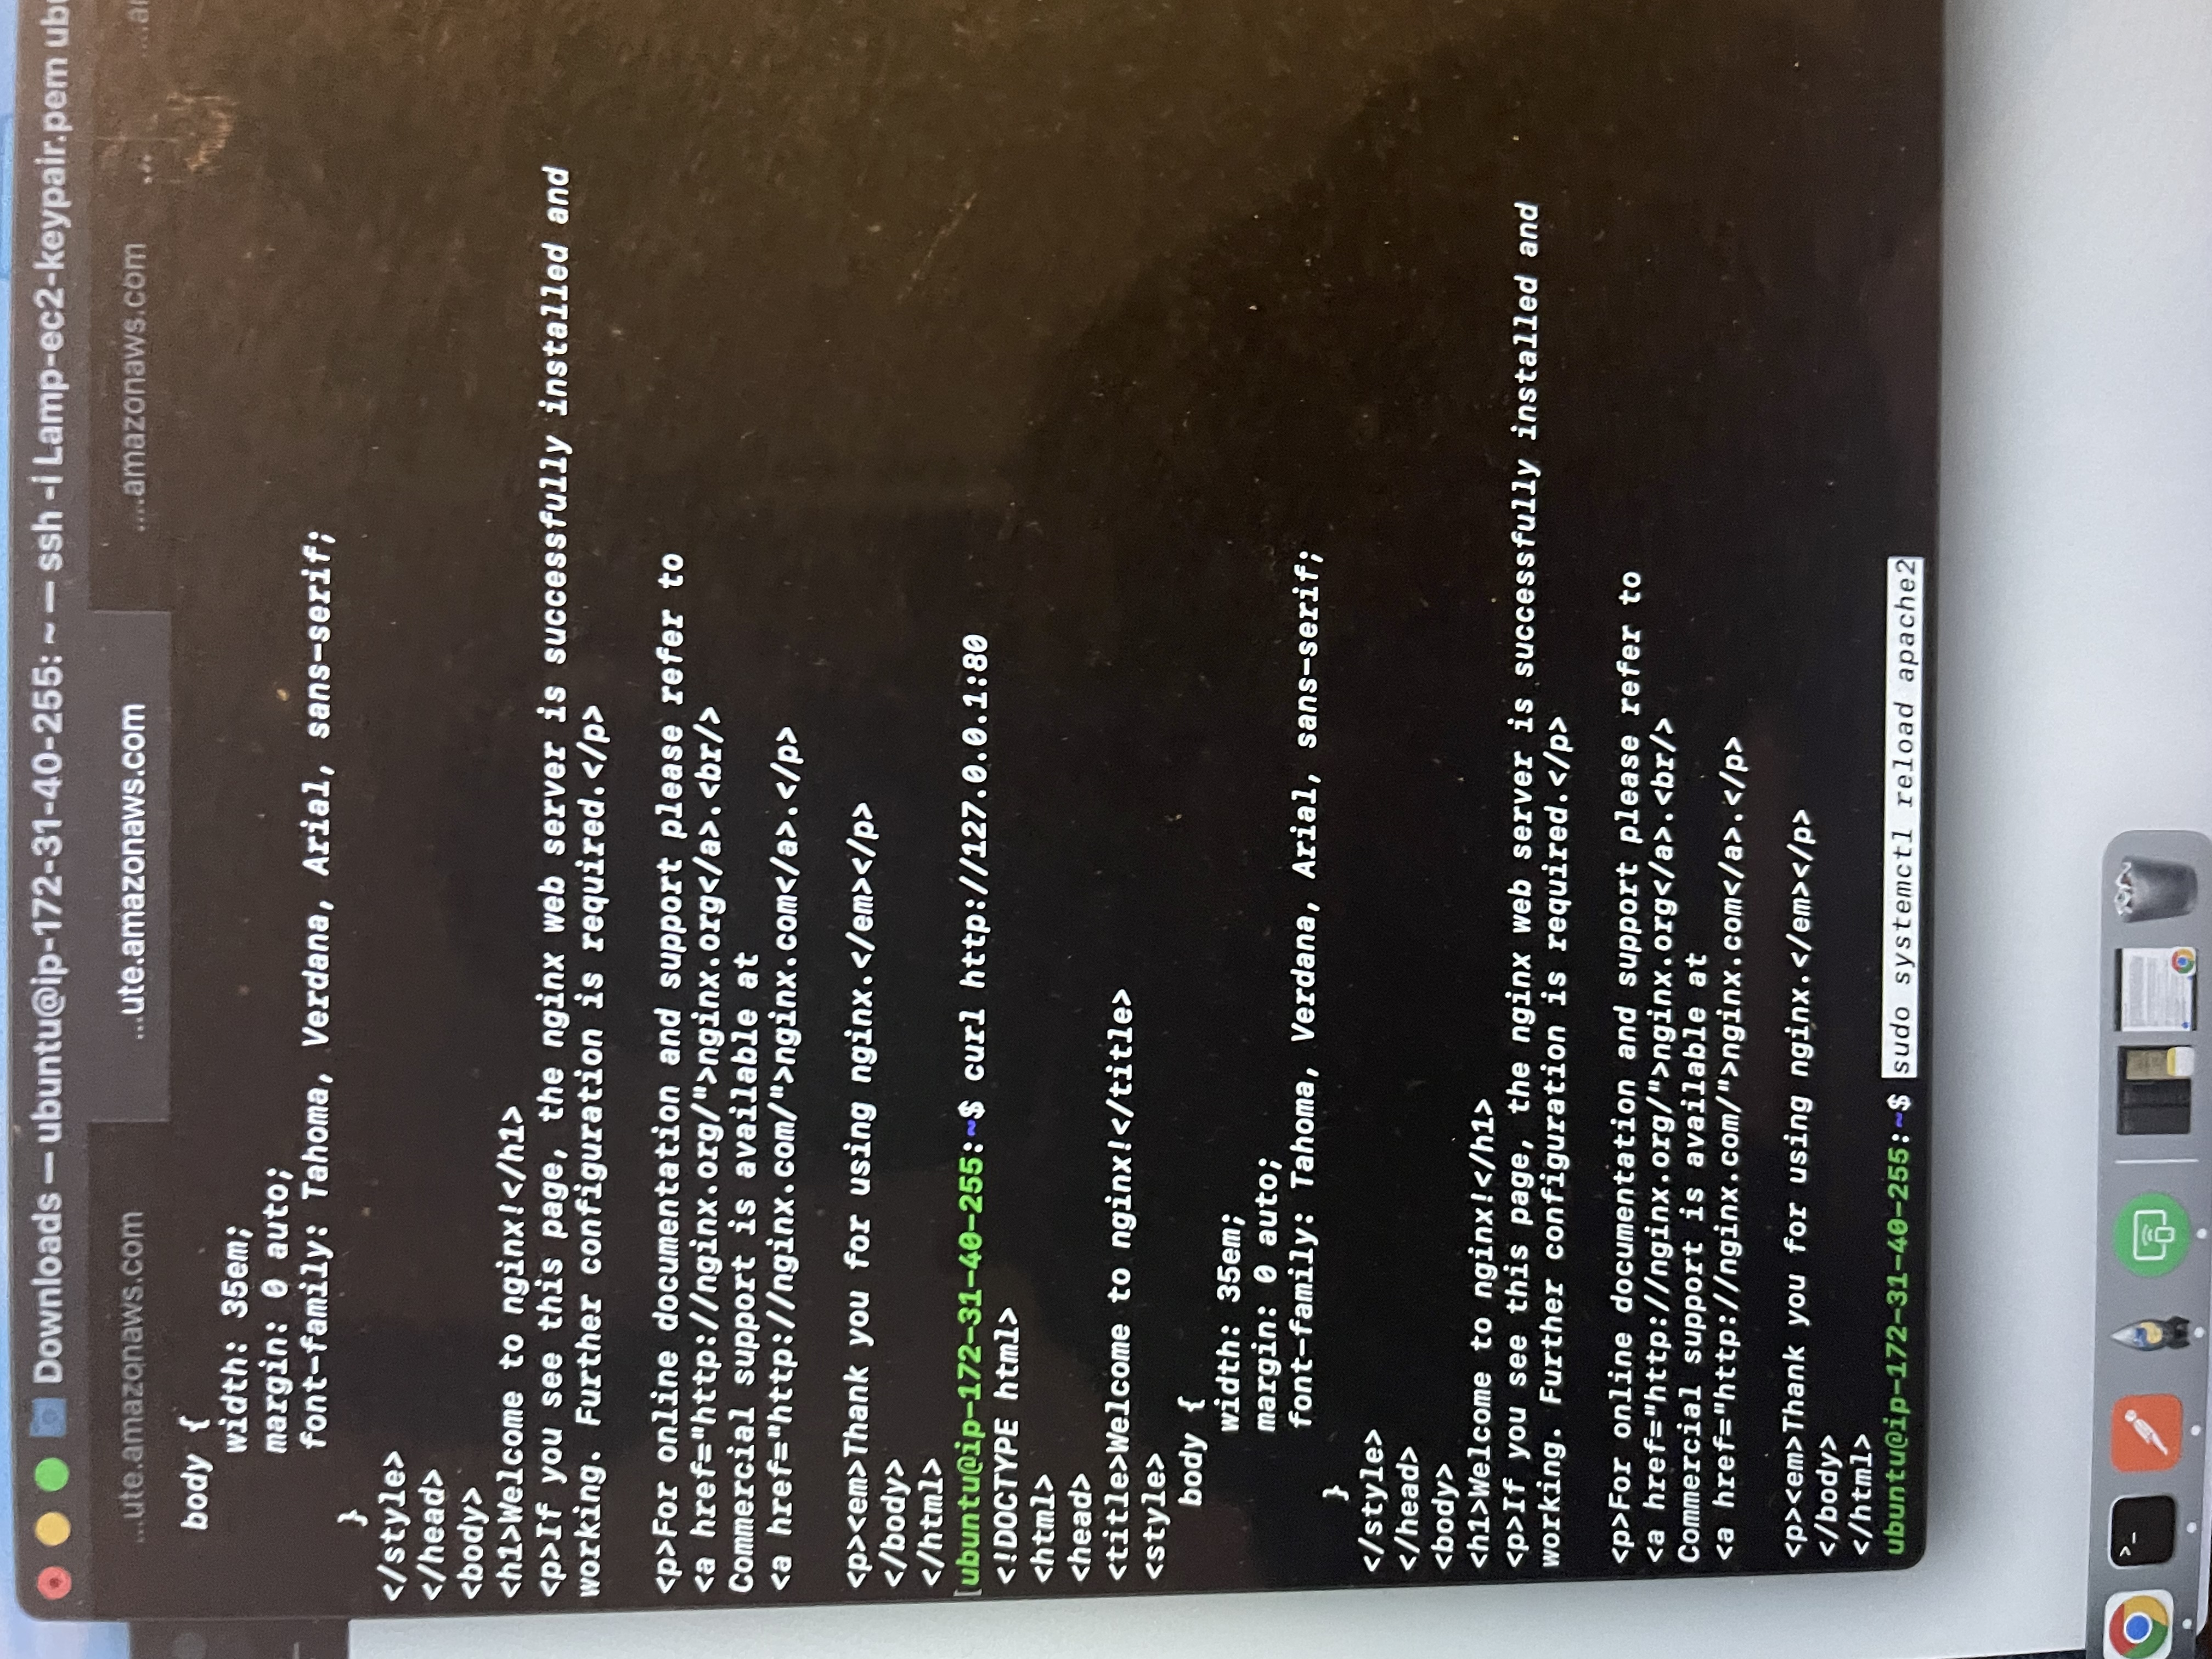 Downloads — ubuntu@ip-172-31-40-255: ~ — ssh -i Lamp-ec2-keypair.pem ub
...ute.amazonaws.com ...ute.amazonaws.com ....amazonaws.com ... ....a
    body {
        width: 35em;
        margin: 0 auto;
        font-family: Tahoma, Verdana, Arial, sans-serif;
    }
</style>
</head>
<body>
<h1>Welcome to nginx!</h1>
<p>If you see this page, the nginx web server is successfully installed and
working. Further configuration is required.</p>

<p>For online documentation and support please refer to
<a href="http://nginx.org/">nginx.org</a>.<br/>
Commercial support is available at
<a href="http://nginx.com/">nginx.com</a>.</p>

<p><em>Thank you for using nginx.</em></p>
</body>
</html>
[ubuntu@ip-172-31-40-255:~$ curl http://127.0.0.1:80
<!DOCTYPE html>
<html>
<head>
<title>Welcome to nginx!</title>
<style>
    body {
        width: 35em;
        margin: 0 auto;
        font-family: Tahoma, Verdana, Arial, sans-serif;
    }
</style>
</head>
<body>
<h1>Welcome to nginx!</h1>
<p>If you see this page, the nginx web server is successfully installed and
working. Further configuration is required.</p>

<p>For online documentation and support please refer to
<a href="http://nginx.org/">nginx.org</a>.<br/>
Commercial support is available at
<a href="http://nginx.com/">nginx.com</a>.</p>

<p><em>Thank you for using nginx.</em></p>
</body>
</html>
ubuntu@ip-172-31-40-255:~$ sudo systemctl reload apache2